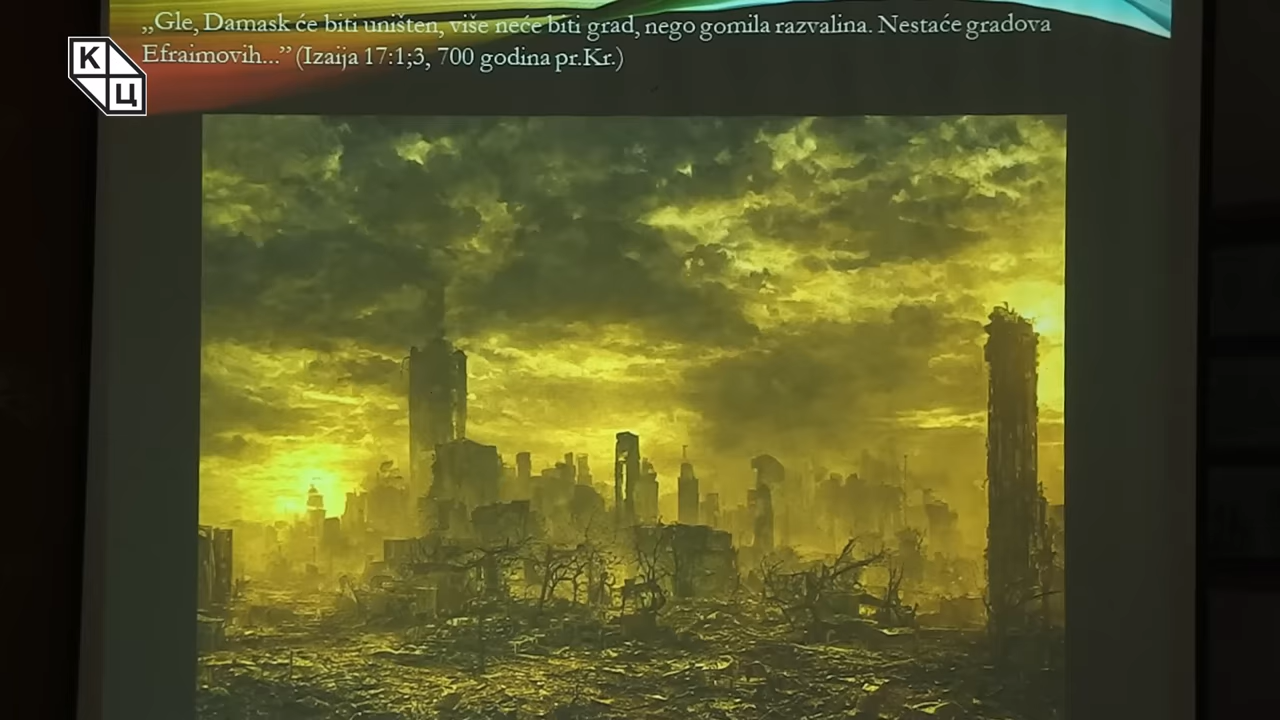 „Gle, Damask će biti uništen, više neće biti grad, nego gomila razvalina. Nestaće gradova
Efraimovih...” (Izaija 17:1;3, 700 godina pr.Kr.)
К
Ц